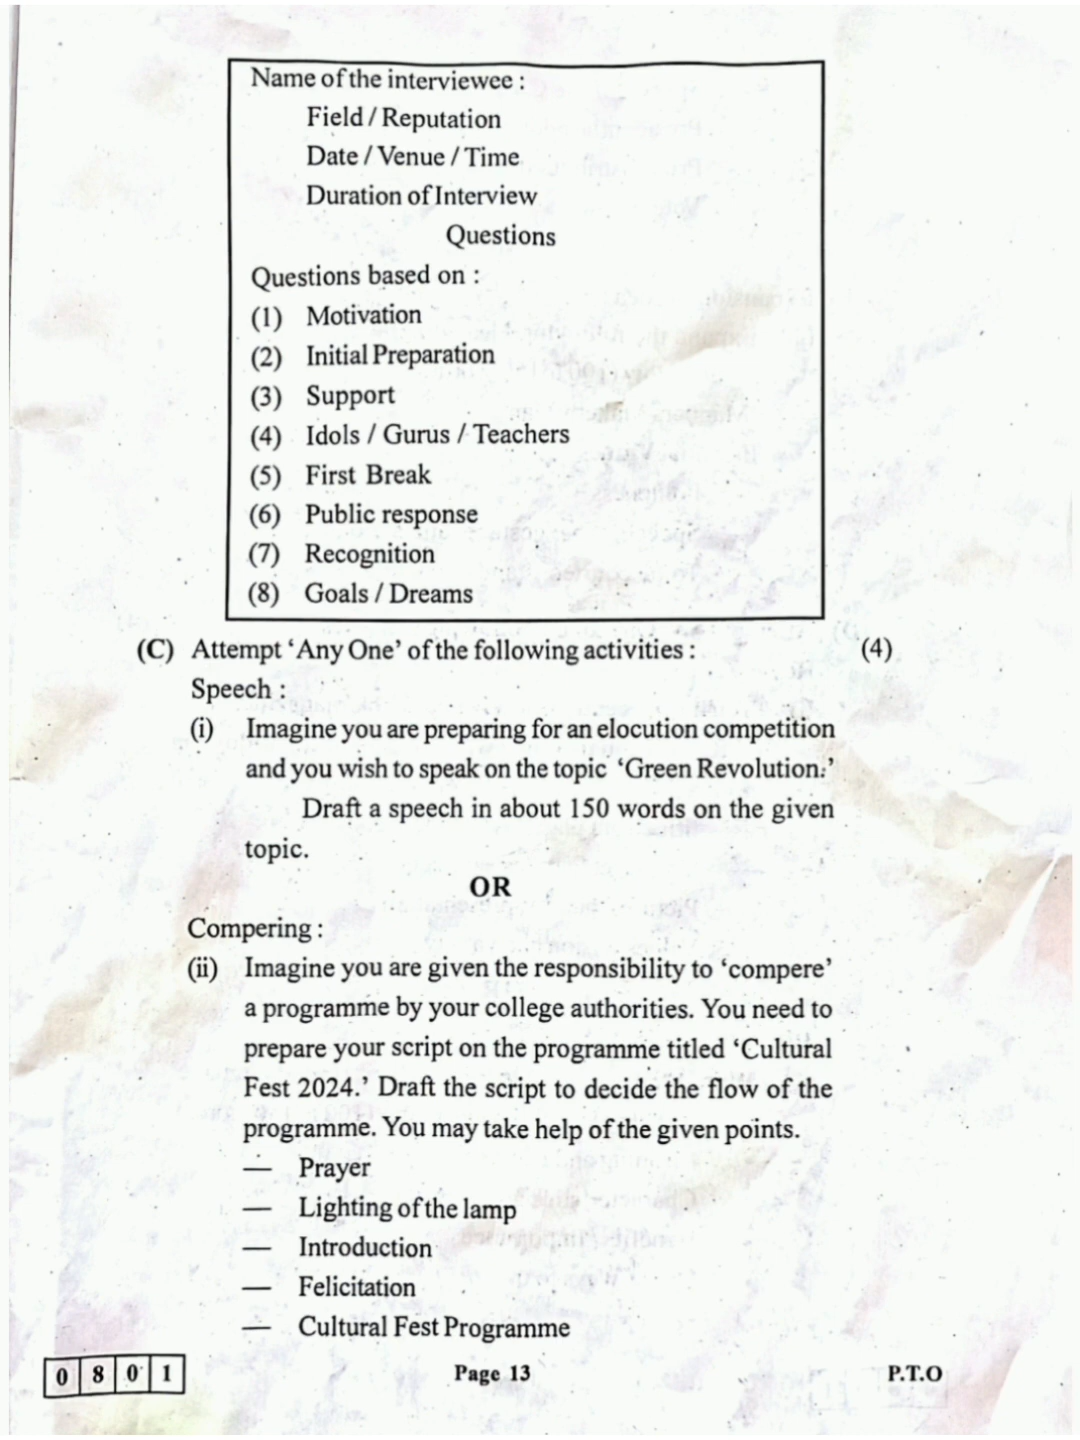 Name of the interviewee :
Field / Reputation
Date / Venue / Time
Duration of Interview
Questions
Questions based on :
(1) Motivation
(2) Initial Preparation
(3) Support
(4) Idols / Gurus / Teachers
(5) First Break
(6) Public response
(7) Recognition
(8) Goals / Dreams
(C) Attempt ‘Any One’ of the following activities : (4)
Speech :
(i) Imagine you are preparing for an elocution competition
and you wish to speak on the topic ‘Green Revolution.’
Draft a speech in about 150 words on the given
topic.
OR
Compering :
(ii) Imagine you are given the responsibility to ‘compere’
a programme by your college authorities. You need to
prepare your script on the programme titled ‘Cultural
Fest 2024.’ Draft the script to decide the flow of the
programme. You may take help of the given points.
— Prayer
— Lighting of the lamp
— Introduction
— Felicitation
— Cultural Fest Programme
0 8 0 1 Page 13 P.T.O